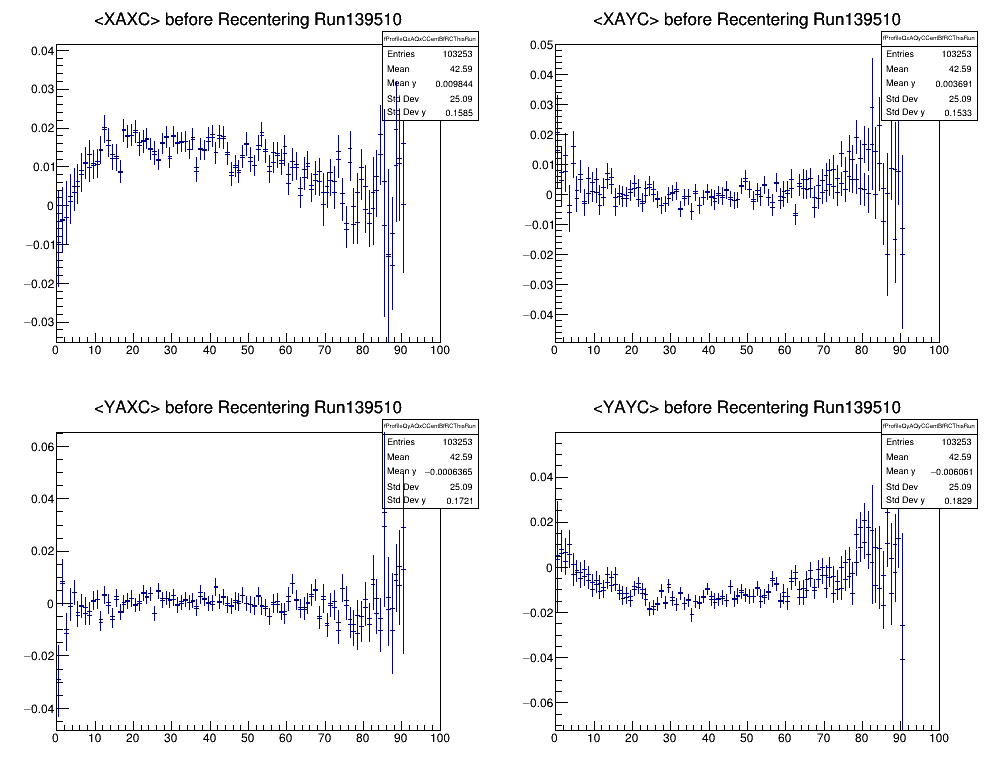 <XAXC> before Recentering Run139510
fProfileQxAQxCCentBfRCThisRun
Entries 103253
Mean 42.59
Mean y 0.009844
Std Dev 25.09
Std Dev y 0.1585
0.04
0.03
0.02
0.01
0
−0.01
−0.02
−0.03
0 10 20 30 40 50 60 70 80 90 100
<XAYC> before Recentering Run139510
fProfileQxAQyCCentBfRCThisRun
Entries 103253
Mean 42.59
Mean y 0.003691
Std Dev 25.09
Std Dev y 0.1533
0.05
0.04
0.03
0.02
0.01
0
−0.01
−0.02
−0.03
−0.04
0 10 20 30 40 50 60 70 80 90 100
<YAXC> before Recentering Run139510
fProfileQyAQxCCentBfRCThisRun
Entries 103253
Mean 42.59
Mean y −0.0006365
Std Dev 25.09
Std Dev y 0.1721
0.06
0.04
0.02
0
−0.02
−0.04
0 10 20 30 40 50 60 70 80 90 100
<YAYC> before Recentering Run139510
fProfileQyAQyCCentBfRCThisRun
Entries 103253
Mean 42.59
Mean y −0.006061
Std Dev 25.09
Std Dev y 0.1829
0.04
0.02
0
−0.02
−0.04
−0.06
0 10 20 30 40 50 60 70 80 90 100